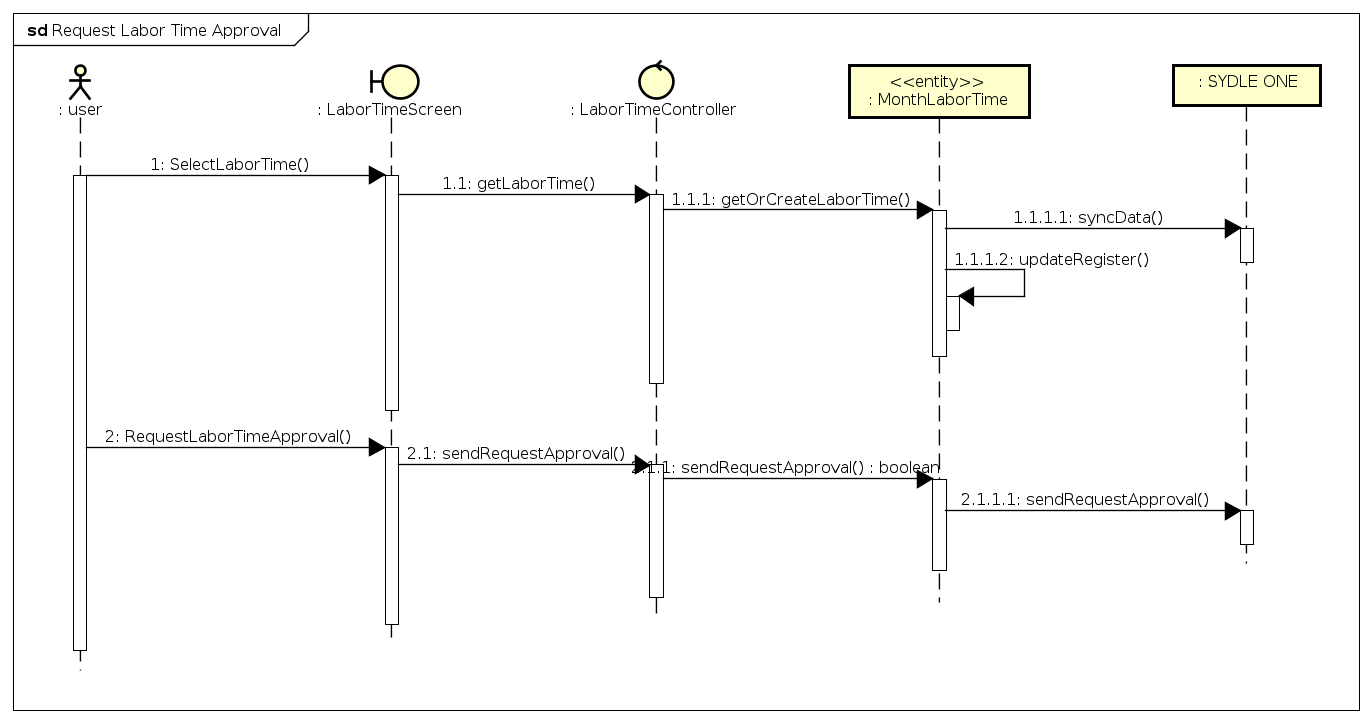 sd Request Labor Time Approval
: user
: LaborTimeScreen
: LaborTimeController
<<entity>>
: MonthLaborTime
: SYDLE ONE
1: SelectLaborTime()
1.1: getLaborTime()
1.1.1: getOrCreateLaborTime()
1.1.1.1: syncData()
1.1.1.2: updateRegister()
2: RequestLaborTimeApproval()
2.1: sendRequestApproval()
2.1.1: sendRequestApproval() : boolean
2.1.1.1: sendRequestApproval()